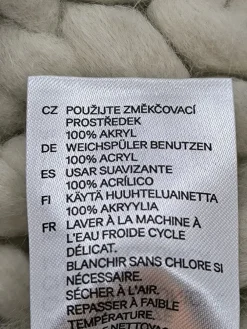 CZ POUŽIJTE ZMĚKČOVACÍ
PROSTŘEDEK
100% AKRYL
DE WEICHSPÜLER BENUTZEN
100% ACRYL
ES USAR SUAVIZANTE
100% ACRÍLICO
FI KÄYTÄ HUUHTELUAINETTA
100% AKRYYLIA
FR LAVER À LA MACHINE À
L'EAU FROIDE CYCLE
DÉLICAT.
BLANCHIR SANS CHLORE SI
NÉCESSAIRE.
SÉCHER À L'AIR.
REPASSER À FAIBLE
TEMPÉRATURE.
NE NETTOYAGE